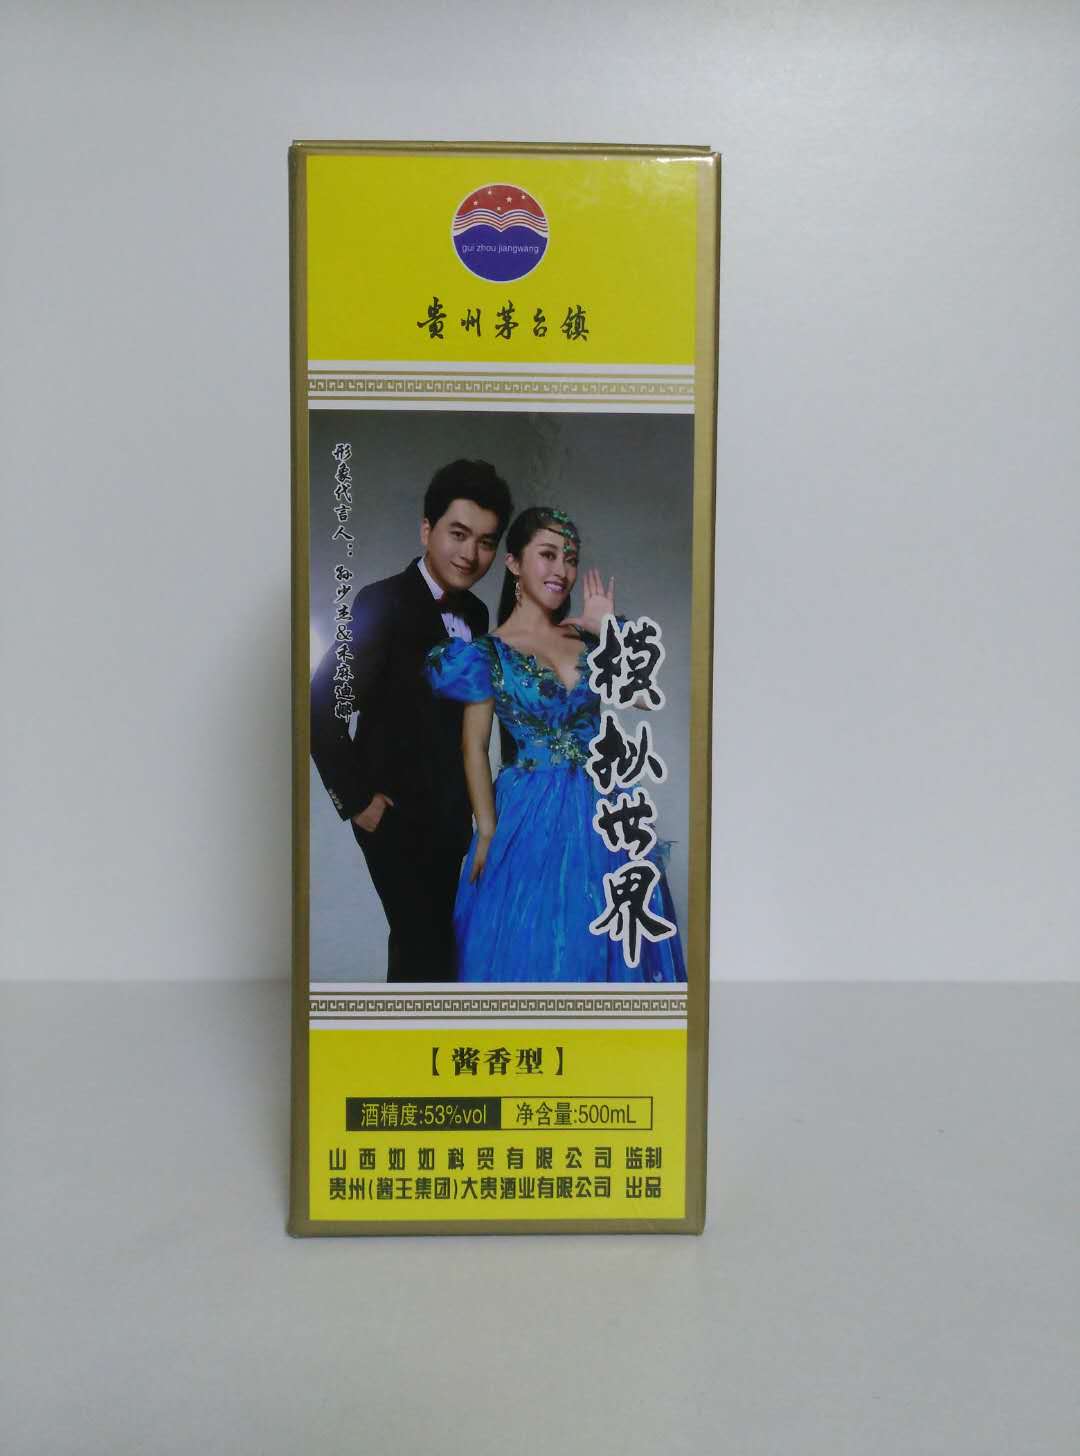 gui zhou jiangwang
贵州茅台镇
形象代言人：孙少杰&禾麻迪娜
模拟世界
【酱香型】
酒精度:53%vol 净含量:500mL
山西如如科贸有限公司 监制
贵州(酱王集团)大贵酒业有限公司 出品